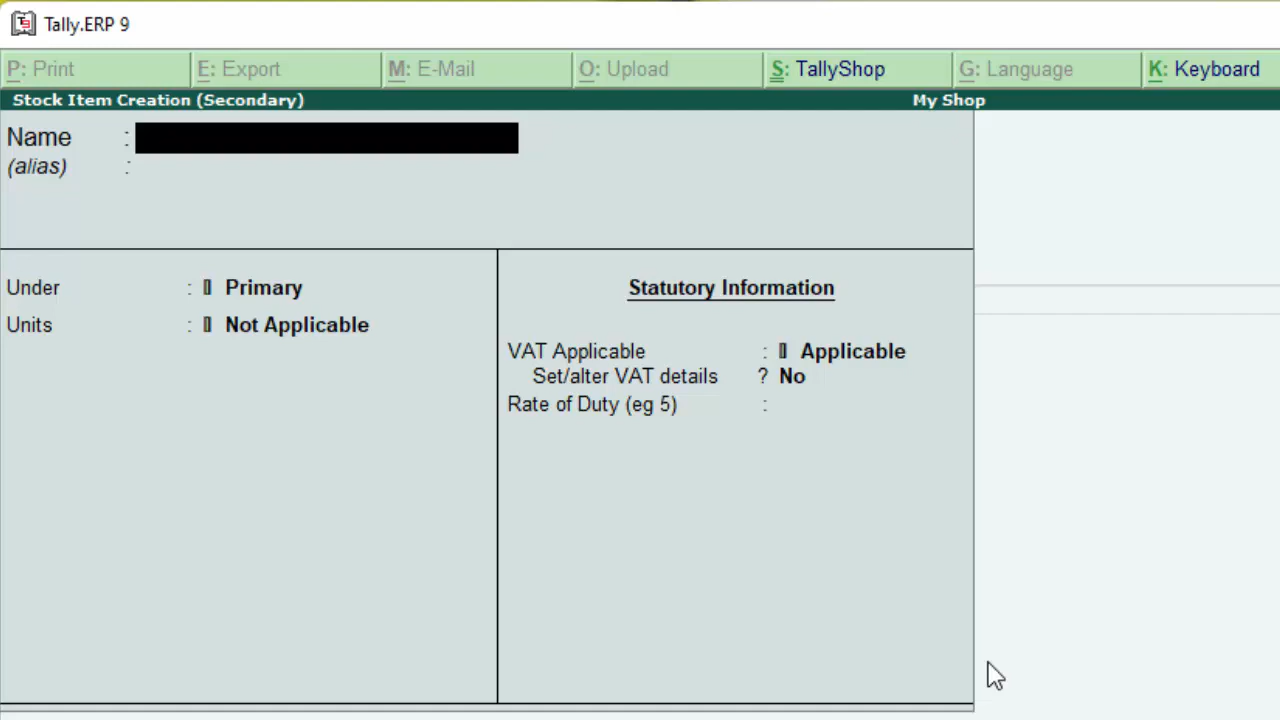 Tally.ERP 9
P: Print E: Export M: E-Mail O: Upload S: TallyShop G: Language K: Keyboard
Stock Item Creation (Secondary) My Shop
Name :
(alias) :
Under : Primary
Units : Not Applicable
Statutory Information
VAT Applicable : Applicable
Set/alter VAT details ? No
Rate of Duty (eg 5) :